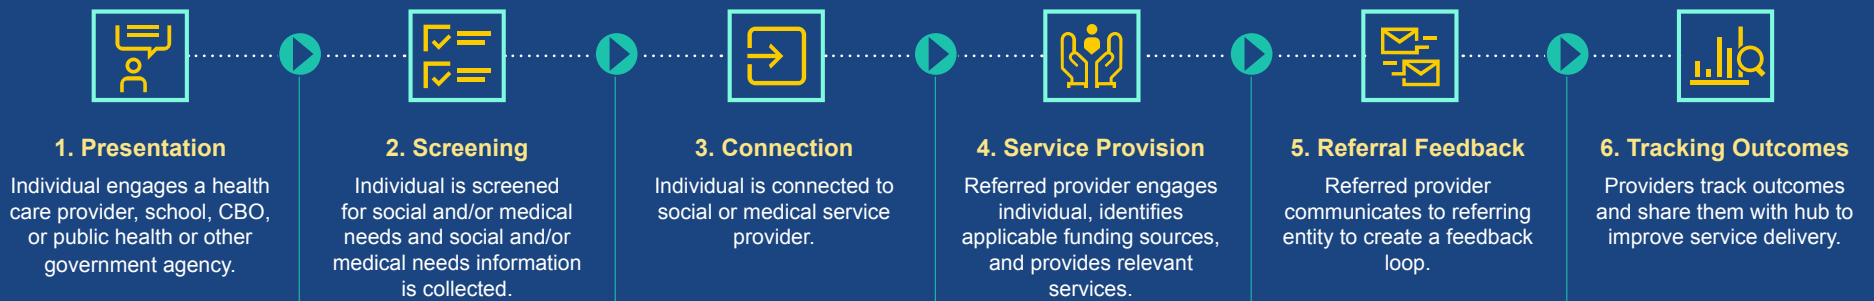 1. Presentation
Individual engages a health
care provider, school, CBO,
or public health or other
government agency.
2. Screening
Individual is screened
for social and/or medical
needs and social and/or
medical needs information
is collected.
3. Connection
Individual is connected to
social or medical service
provider.
4. Service Provision
Referred provider engages
individual, identifies
applicable funding sources,
and provides relevant
services.
5. Referral Feedback
Referred provider
communicates to referring
entity to create a feedback
loop.
6. Tracking Outcomes
Providers track outcomes
and share them with hub to
improve service delivery.